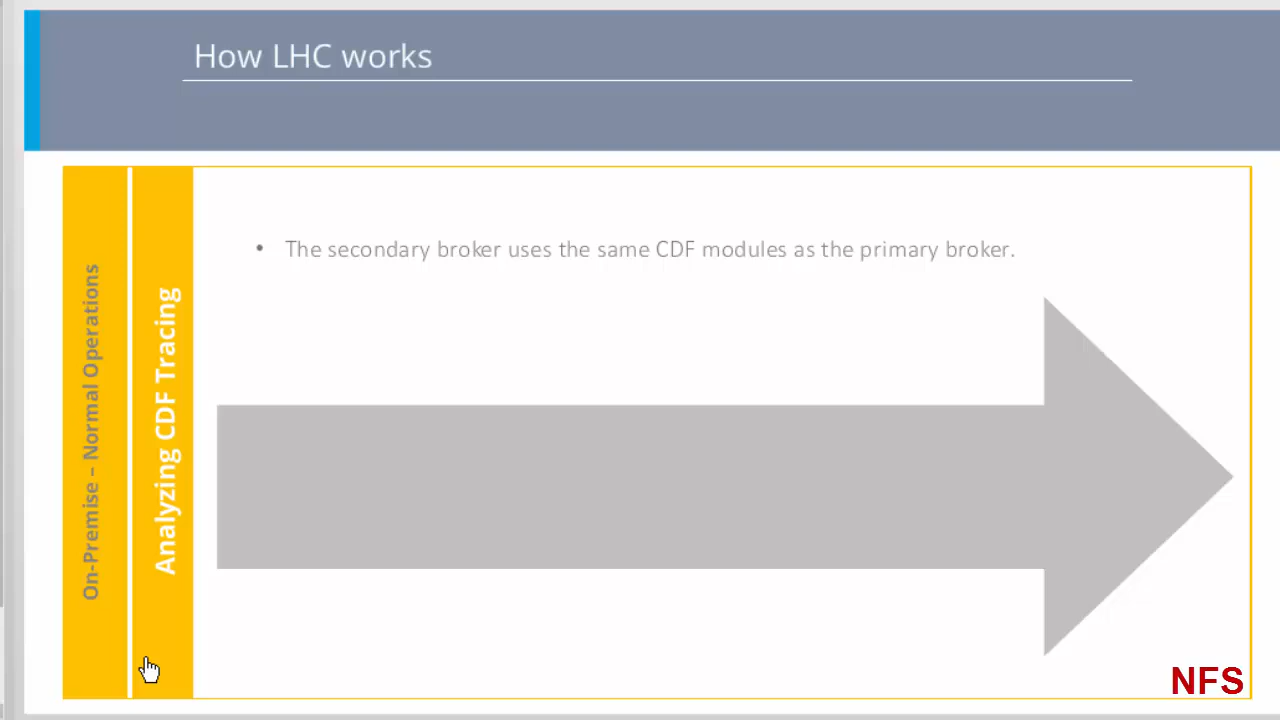 How LHC works
On-Premise – Normal Operations
Analyzing CDF Tracing
• The secondary broker uses the same CDF modules as the primary broker.
NFS